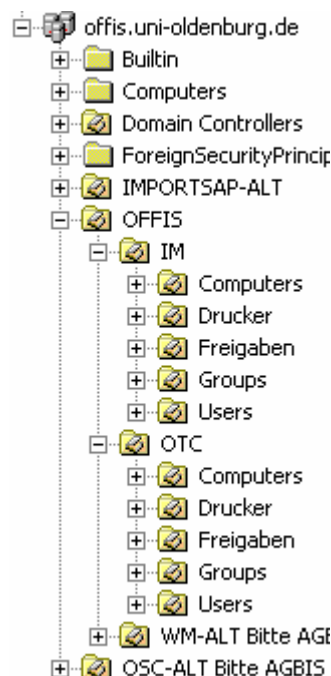 offis.uni-oldenburg.de
Builtin
Computers
Domain Controllers
ForeignSecurityPrincip
IMPORTSAP-ALT
OFFIS
IM
Computers
Drucker
Freigaben
Groups
Users
OTC
Computers
Drucker
Freigaben
Groups
Users
WM-ALT Bitte AGB
OSC-ALT Bitte AGBIS